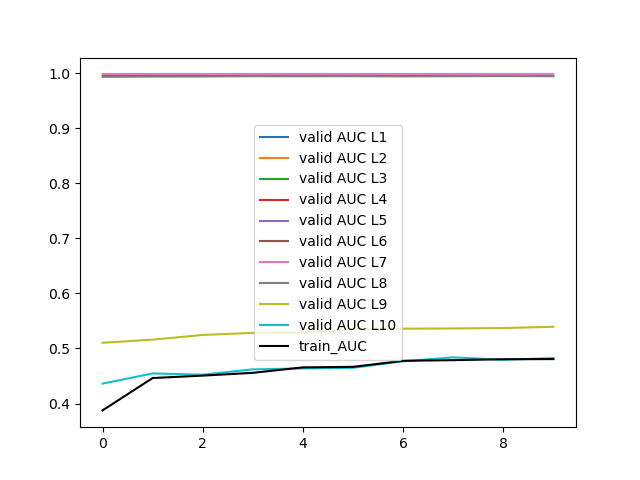 1.0
0.9
0.8
0.7
0.6
0.5
0.4
valid AUC L1
valid AUC L2
valid AUC L3
valid AUC L4
valid AUC L5
valid AUC L6
valid AUC L7
valid AUC L8
valid AUC L9
valid AUC L10
train_AUC
0 2 4 6 8